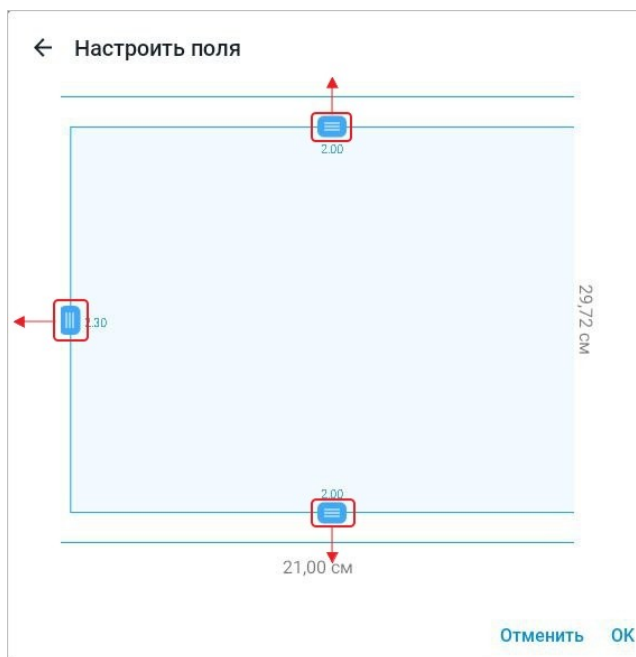 Настроить поля
2.00
2.30
29,72 см
2.00
21,00 см
Отменить OK